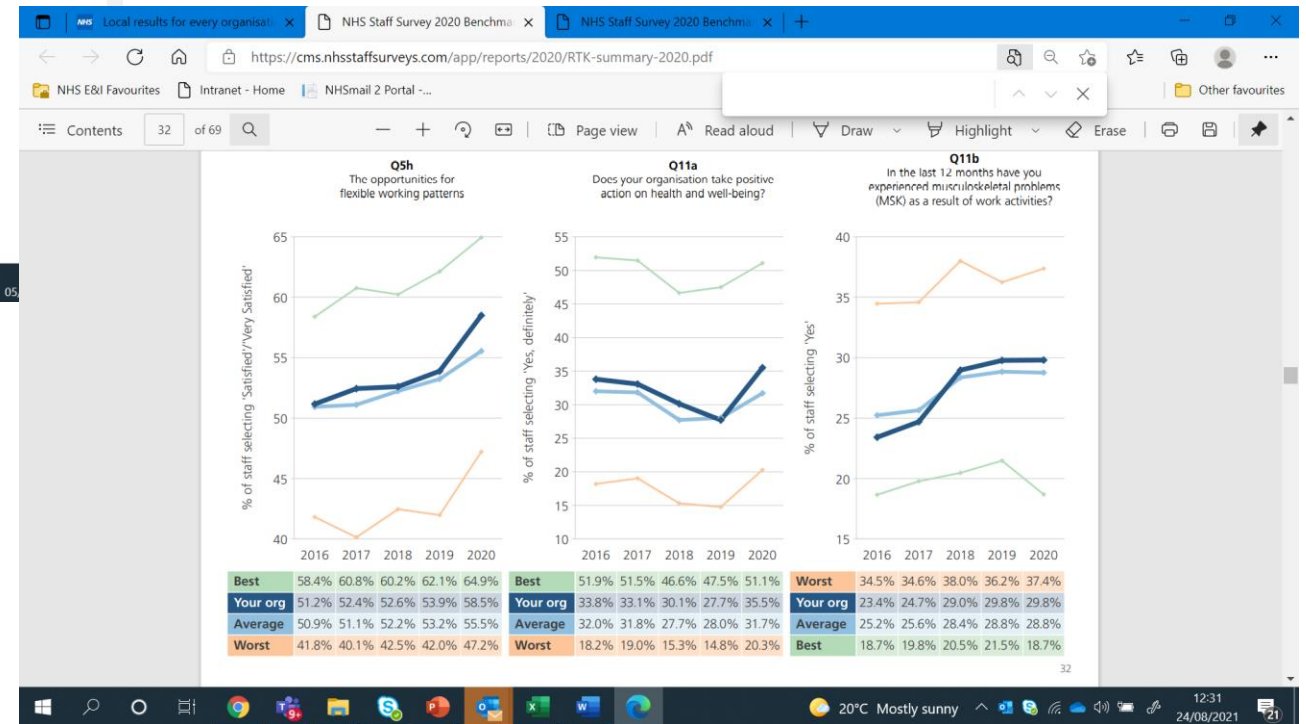 Local results for every organisati
NHS Staff Survey 2020 Benchma
NHS Staff Survey 2020 Benchma
https://cms.nhsstaffsurveys.com/app/reports/2020/RTK-summary-2020.pdf
NHS E&I Favourites
Intranet - Home
NHSmail 2 Portal -...
Other favourites
Contents
32
of 69
Page view
Read aloud
Draw
Highlight
Erase
Q5h
The opportunities for
flexible working patterns
65
60
55
50
45
40
% of staff selecting 'Satisfied'/'Very Satisfied'
2016 2017 2018 2019 2020
Best 58.4% 60.8% 60.2% 62.1% 64.9%
Your org 51.2% 52.4% 52.6% 53.9% 58.5%
Average 50.9% 51.1% 52.2% 53.2% 55.5%
Worst 41.8% 40.1% 42.5% 42.0% 47.2%
Q11a
Does your organisation take positive
action on health and well-being?
55
50
45
40
35
30
25
20
15
10
% of staff selecting 'Yes, definitely'
2016 2017 2018 2019 2020
Best 51.9% 51.5% 46.6% 47.5% 51.1%
Your org 33.8% 33.1% 30.1% 27.7% 35.5%
Average 32.0% 31.8% 27.7% 28.0% 31.7%
Worst 18.2% 19.0% 15.3% 14.8% 20.3%
Q11b
In the last 12 months have you
experienced musculoskeletal problems
(MSK) as a result of work activities?
40
35
30
25
20
15
% of staff selecting 'Yes'
2016 2017 2018 2019 2020
Worst 34.5% 34.6% 38.0% 36.2% 37.4%
Your org 23.4% 24.7% 29.0% 29.8% 29.8%
Average 25.2% 25.6% 28.4% 28.8% 28.8%
Best 18.7% 19.8% 20.5% 21.5% 18.7%
32
05
20°C Mostly sunny
12:31
24/08/2021
21